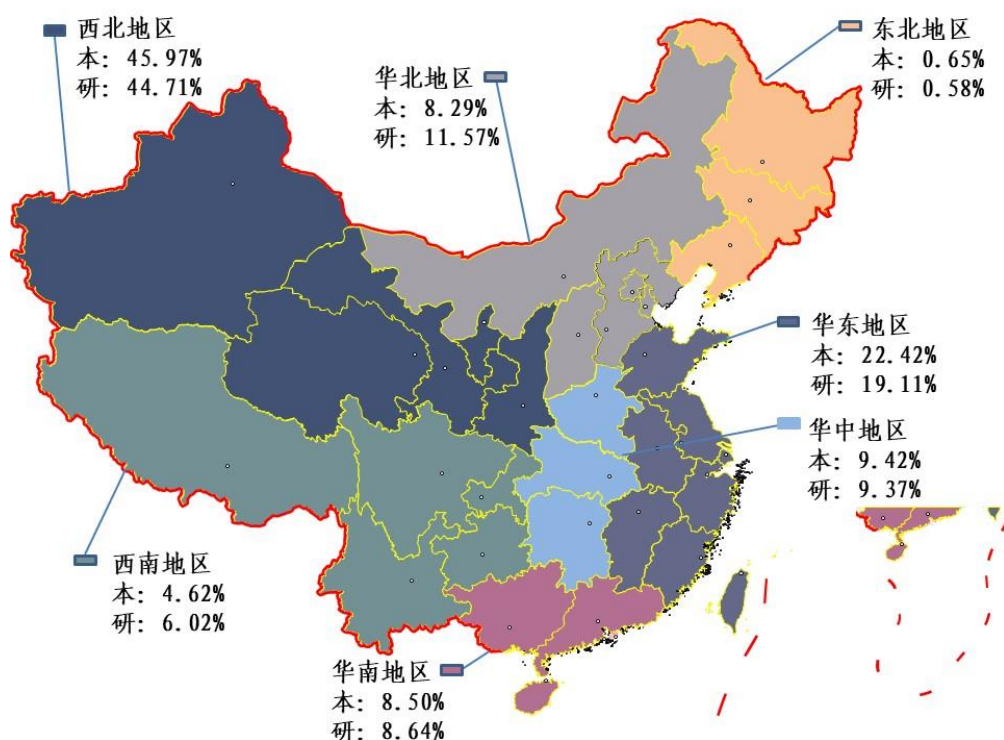 西北地区
本: 45.97%
研: 44.71%
华北地区
本: 8.29%
研: 11.57%
东北地区
本: 0.65%
研: 0.58%
华东地区
本: 22.42%
研: 19.11%
华中地区
本: 9.42%
研: 9.37%
西南地区
本: 4.62%
研: 6.02%
华南地区
本: 8.50%
研: 8.64%